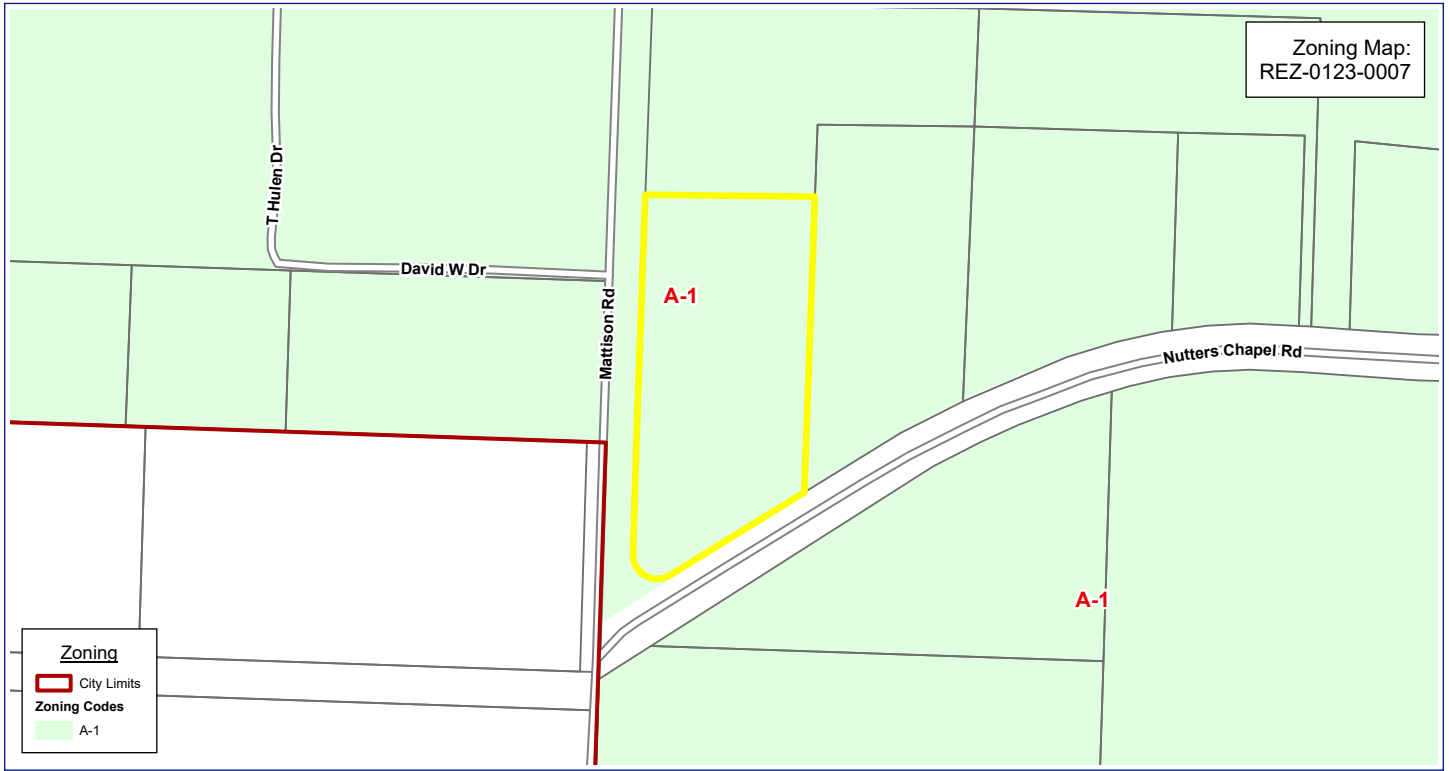 Zoning Map:
REZ-0123-0007
T Hulen Dr
David W Dr
Mattison Rd
A-1
Nutters Chapel Rd
A-1
Zoning
City Limits
Zoning Codes
A-1